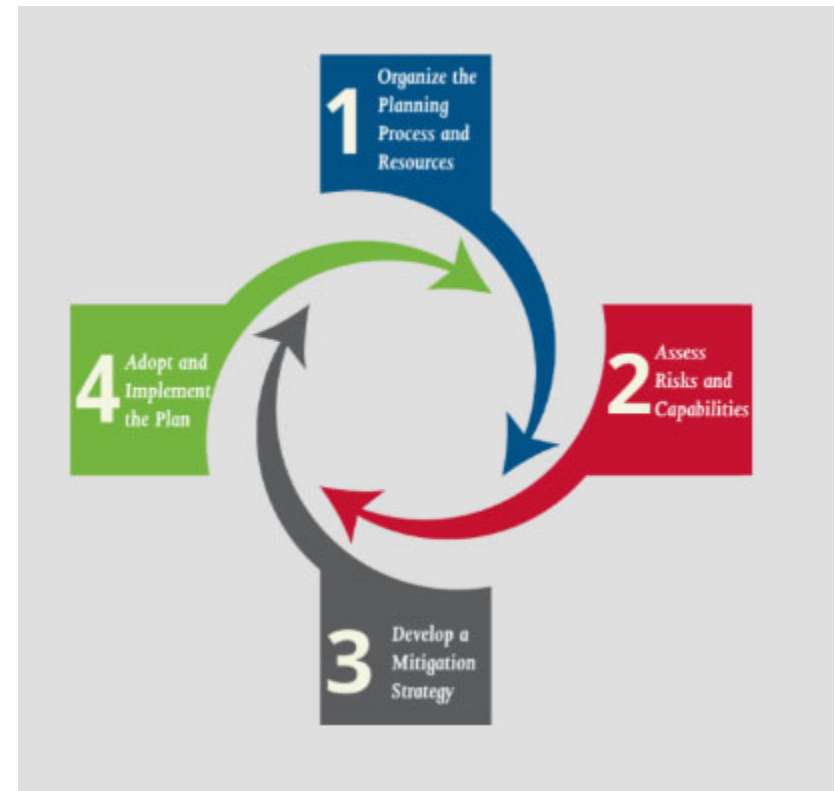 1
Organize the
Planning
Process and
Resources
2
Assess
Risks and
Capabilities
3
Develop a
Mitigation
Strategy
4
Adopt and
Implement
the Plan